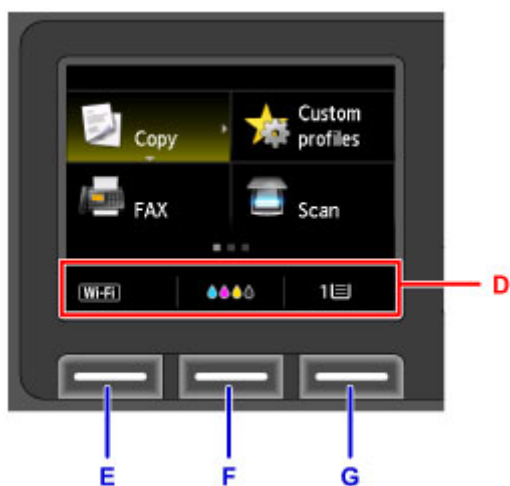 Copy
Custom
profiles
FAX
Scan
Wi-Fi
1
D
E
F
G